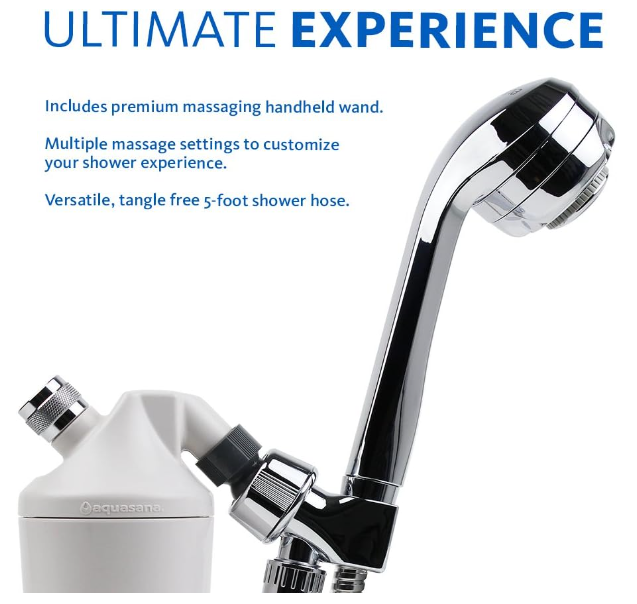 ULTIMATE EXPERIENCE
Includes premium massaging handheld wand.
Multiple massage settings to customize
your shower experience.
Versatile, tangle free 5-foot shower hose.
aquasana